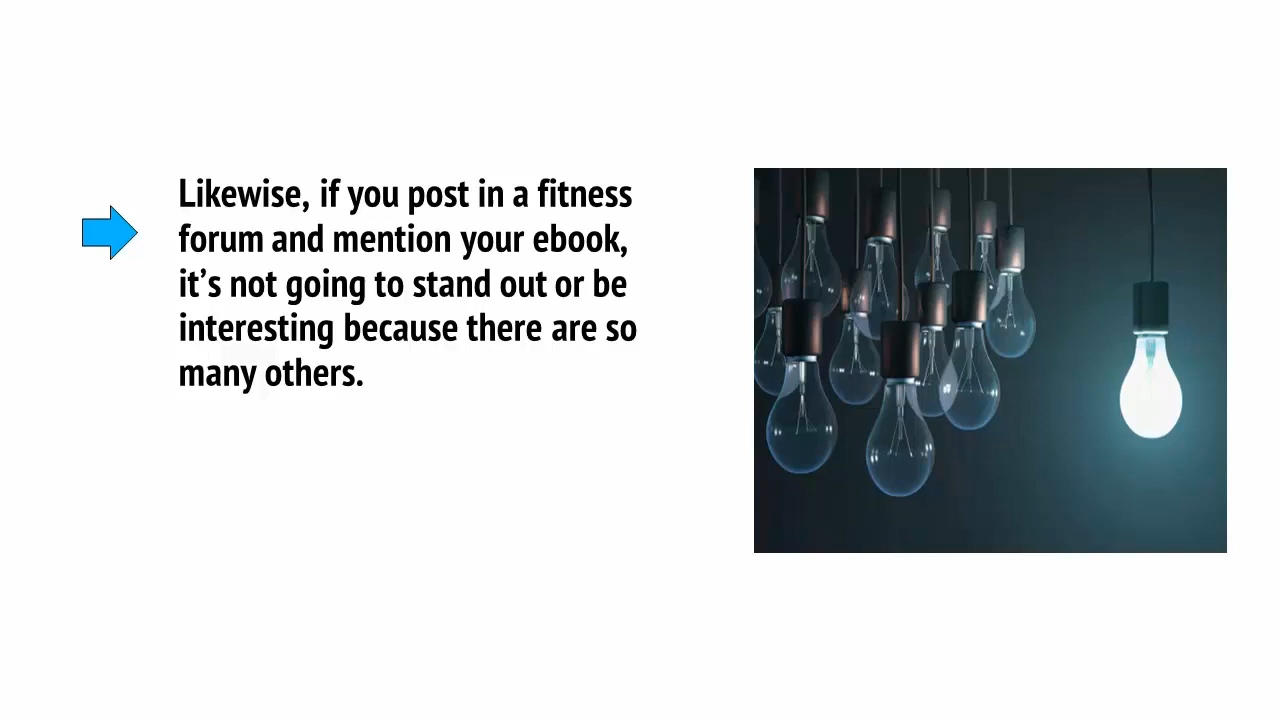 Likewise, if you post in a fitness
forum and mention your ebook,
it’s not going to stand out or be
interesting because there are so
many others.